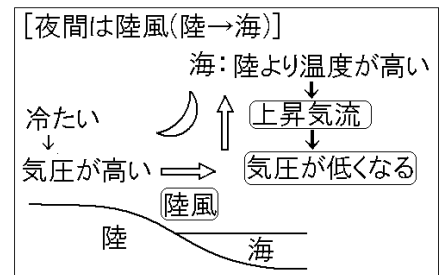 [夜間は陸風(陸→海)]
海：陸より温度が高い
↓
上昇気流
冷たい
↓
↓
気圧が高い ⇨ 気圧が低くなる
陸風
陸
海